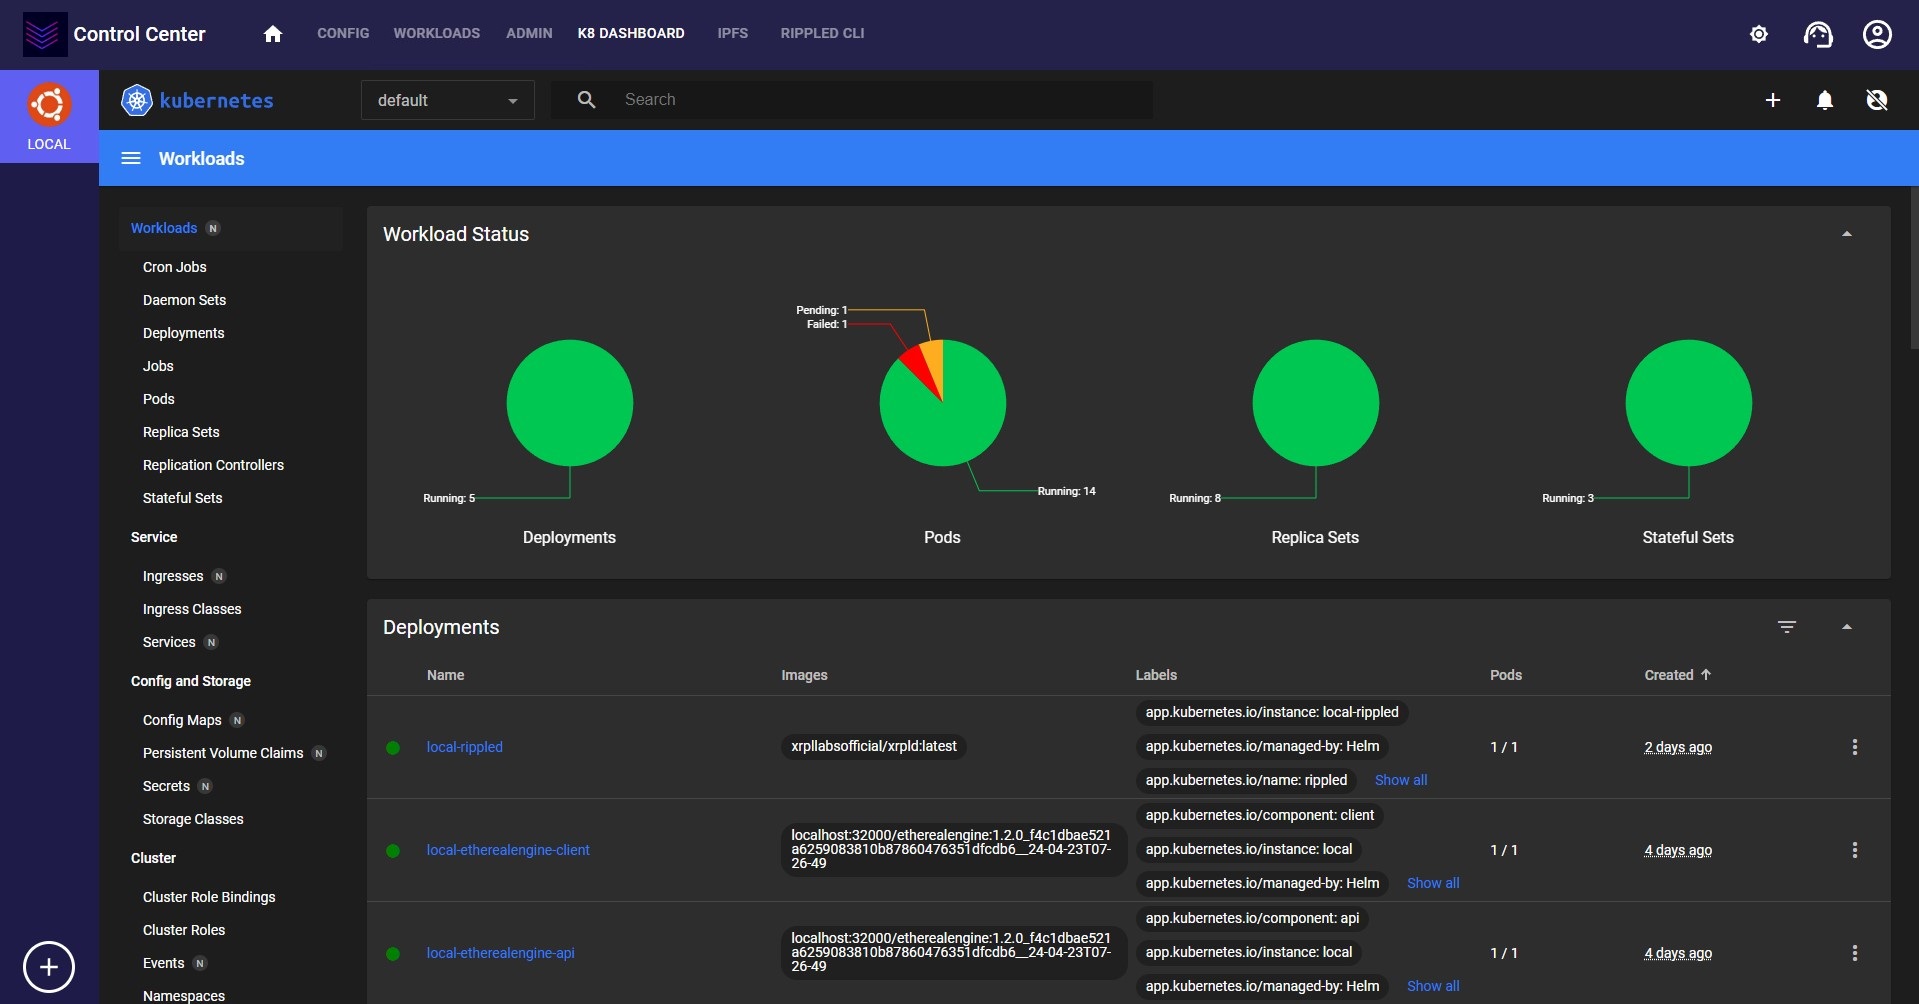 Control Center
CONFIG WORKLOADS ADMIN K8 DASHBOARD IPFS RIPPLED CLI
LOCAL
kubernetes
default
Search
Workloads
Workloads N
Cron Jobs
Daemon Sets
Deployments
Jobs
Pods
Replica Sets
Replication Controllers
Stateful Sets
Service
Ingresses N
Ingress Classes
Services N
Config and Storage
Config Maps N
Persistent Volume Claims N
Secrets N
Storage Classes
Cluster
Cluster Role Bindings
Cluster Roles
Events N
Namespaces
Workload Status
Running: 5
Deployments
Pending: 1
Failed: 1
Running: 14
Pods
Running: 8
Replica Sets
Running: 3
Stateful Sets
Deployments
Name Images Labels Pods Created
local-rippled
xrpllabsofficial/xrpld:latest
app.kubernetes.io/instance: local-rippled
app.kubernetes.io/managed-by: Helm
app.kubernetes.io/name: rippled Show all
1 / 1
2 days ago
local-etherealengine-client
localhost:32000/etherealengine:1.2.0_f4c1dbae521
a6259083810b87860476351dfcdb6__24-04-23T07-
26-49
app.kubernetes.io/component: client
app.kubernetes.io/instance: local
app.kubernetes.io/managed-by: Helm Show all
1 / 1
4 days ago
local-etherealengine-api
localhost:32000/etherealengine:1.2.0_f4c1dbae521
a6259083810b87860476351dfcdb6__24-04-23T07-
26-49
app.kubernetes.io/component: api
app.kubernetes.io/instance: local
app.kubernetes.io/managed-by: Helm Show all
1 / 1
4 days ago